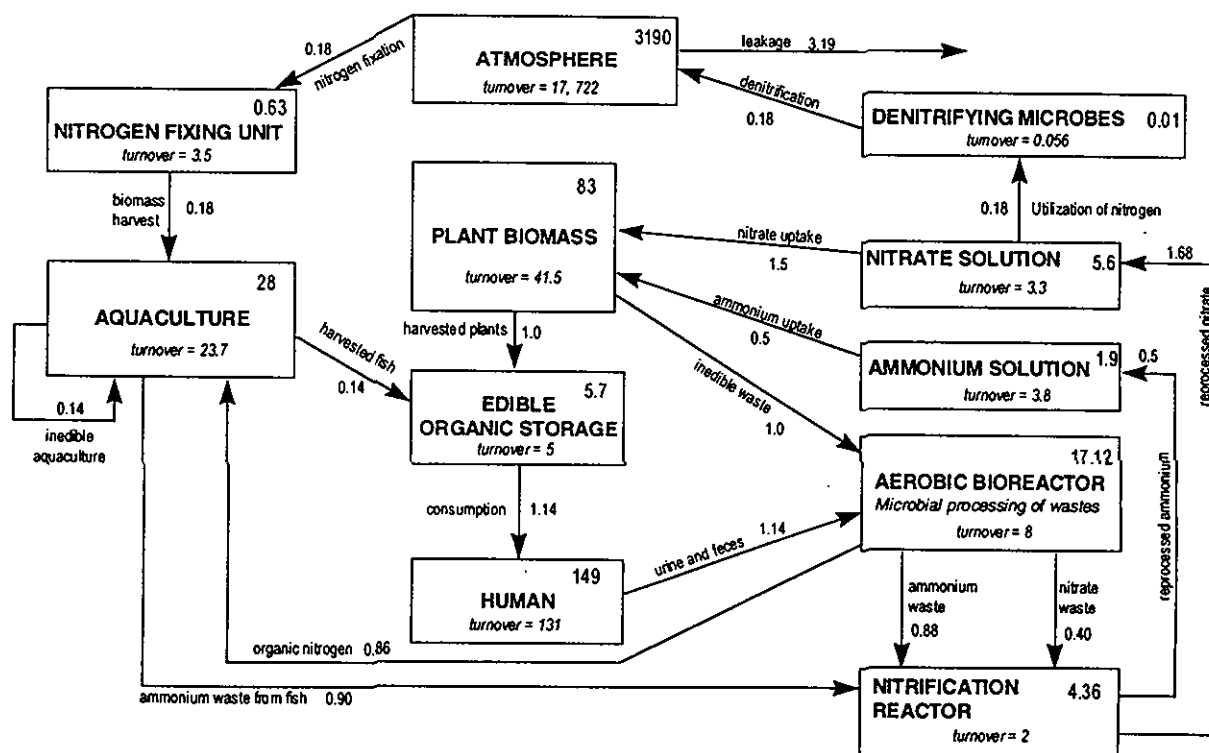 0.18
nitrogen fixation
3190
ATMOSPHERE
turnover = 17, 722
leakage 3.19
denitrification
0.18
0.63
NITROGEN FIXING UNIT
turnover = 3.5
DENITRIFYING MICROBES 0.01
turnover = 0.056
biomass
harvest
0.18
83
PLANT BIOMASS
turnover = 41.5
0.18 Utilization of nitrogen
nitrate uptake
1.5
NITRATE SOLUTION 5.6
turnover = 3.3
1.68
reprocessed nitrate
28
AQUACULTURE
turnover = 23.7
harvested fish
0.14
harvested plants 1.0
ammonium uptake
0.5
inedible waste
1.0
1.9
AMMONIUM SOLUTION
turnover = 3.8
0.5
reprocessed ammonium
0.14
inedible
aquaculture
5.7
EDIBLE
ORGANIC STORAGE
turnover = 5
17.12
AEROBIC BIOREACTOR
Microbial processing of wastes
turnover = 8
consumption 1.14
urine and feces 1.14
149
HUMAN
turnover = 131
ammonium
waste
0.88
nitrate
waste
0.40
organic nitrogen 0.86
ammonium waste from fish 0.90
NITRIFICATION 4.36
REACTOR
turnover = 2